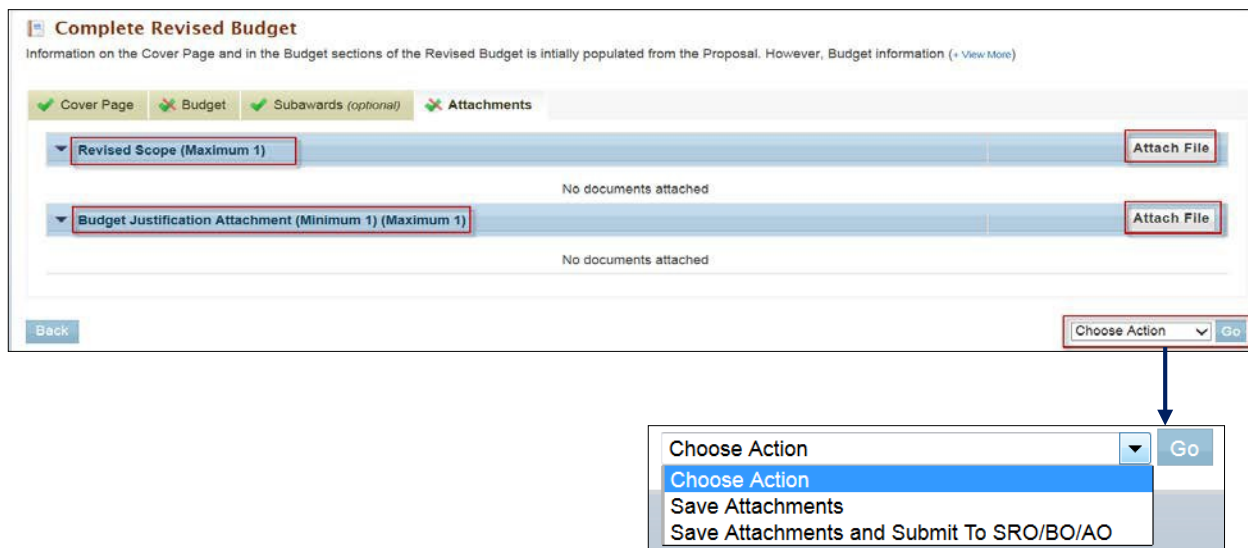 Complete Revised Budget
Information on the Cover Page and in the Budget sections of the Revised Budget is intially populated from the Proposal. However, Budget information (+ View More)
Cover Page Budget Subawards (optional) Attachments
Revised Scope (Maximum 1) Attach File
No documents attached
Budget Justification Attachment (Minimum 1) (Maximum 1) Attach File
No documents attached
Back Choose Action Go
Choose Action Go
Choose Action
Save Attachments
Save Attachments and Submit To SRO/BO/AO